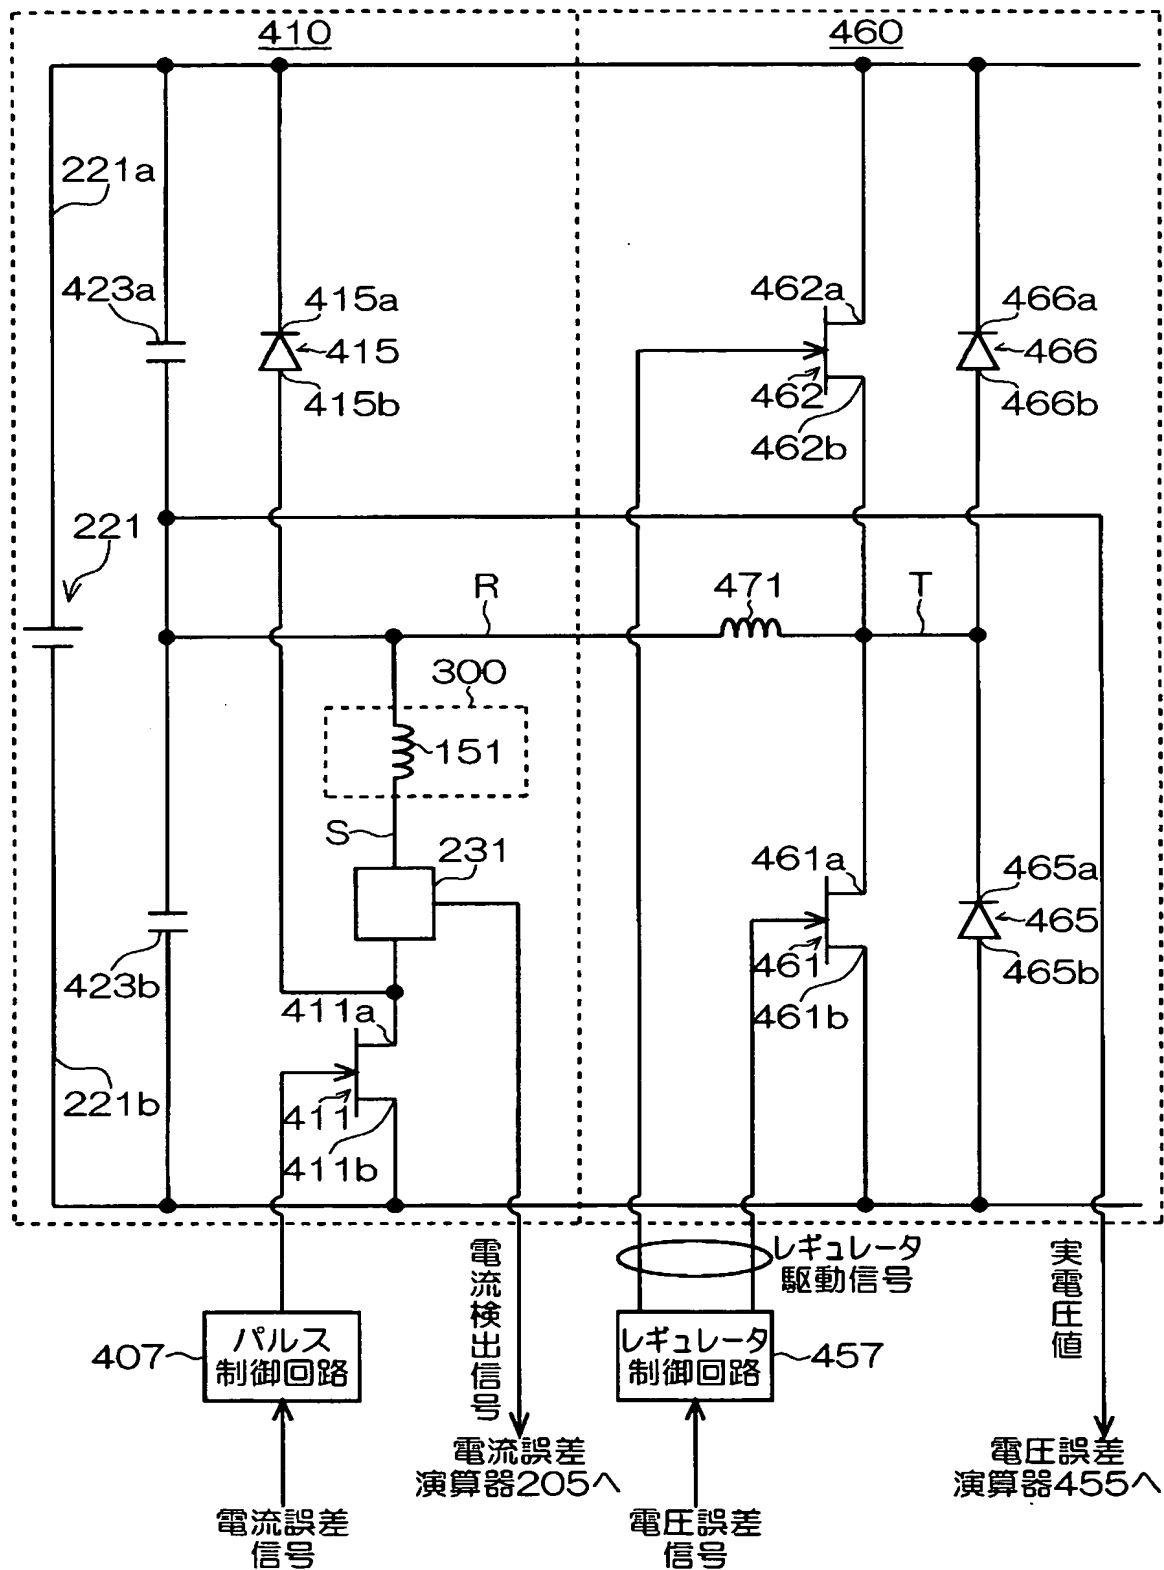 410
460
221a
423a
415a
415
415b
462a
462
462b
466a
466
466b
221
R
471
T
300
151
S
231
461a
461
461b
465a
465
465b
423b
411a
221b
411
411b
レギュレータ
駆動信号
電流検出信号
実電圧値
407
パルス
制御回路
レギュレータ
制御回路
457
電流誤差
演算器205へ
電圧誤差
演算器455へ
電流誤差
信号
電圧誤差
信号